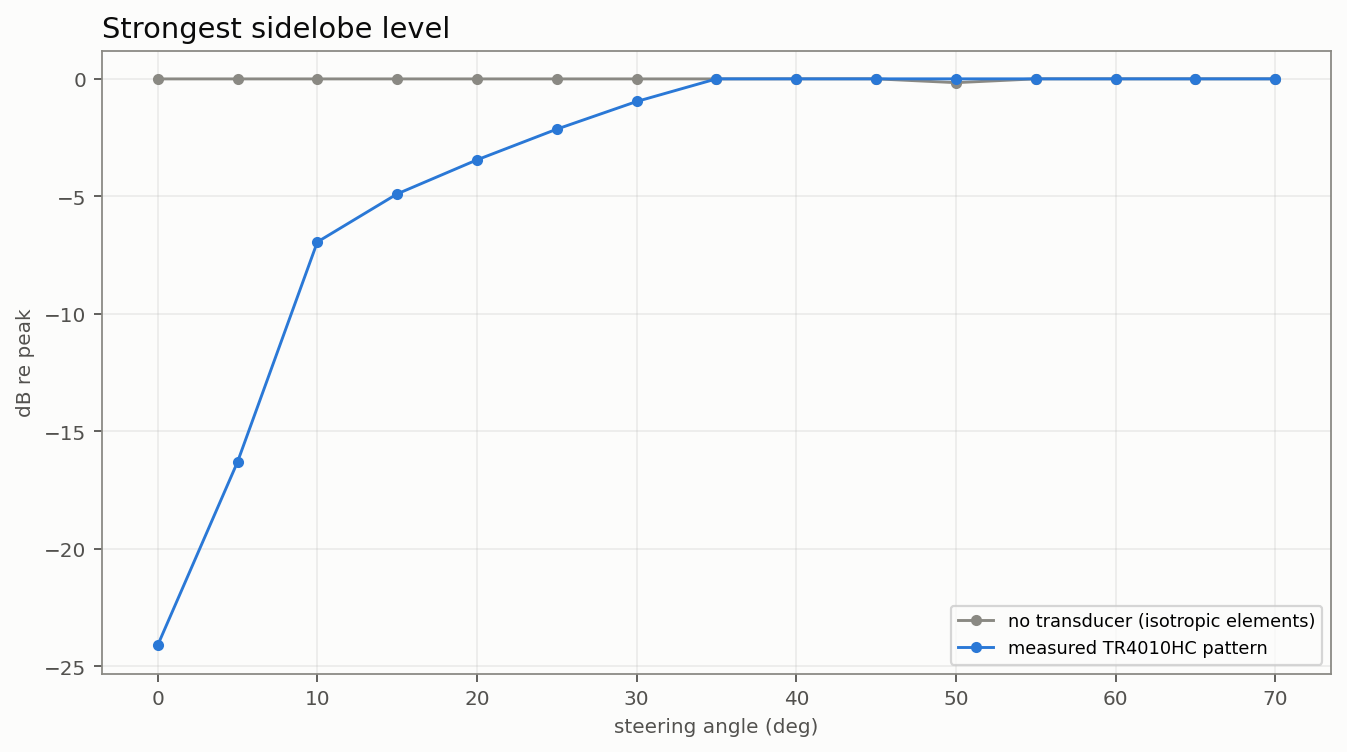 Strongest sidelobe level
dB re peak
0
−5
−10
−15
−20
−25
0 10 20 30 40 50 60 70
steering angle (deg)
no transducer (isotropic elements)
measured TR4010HC pattern